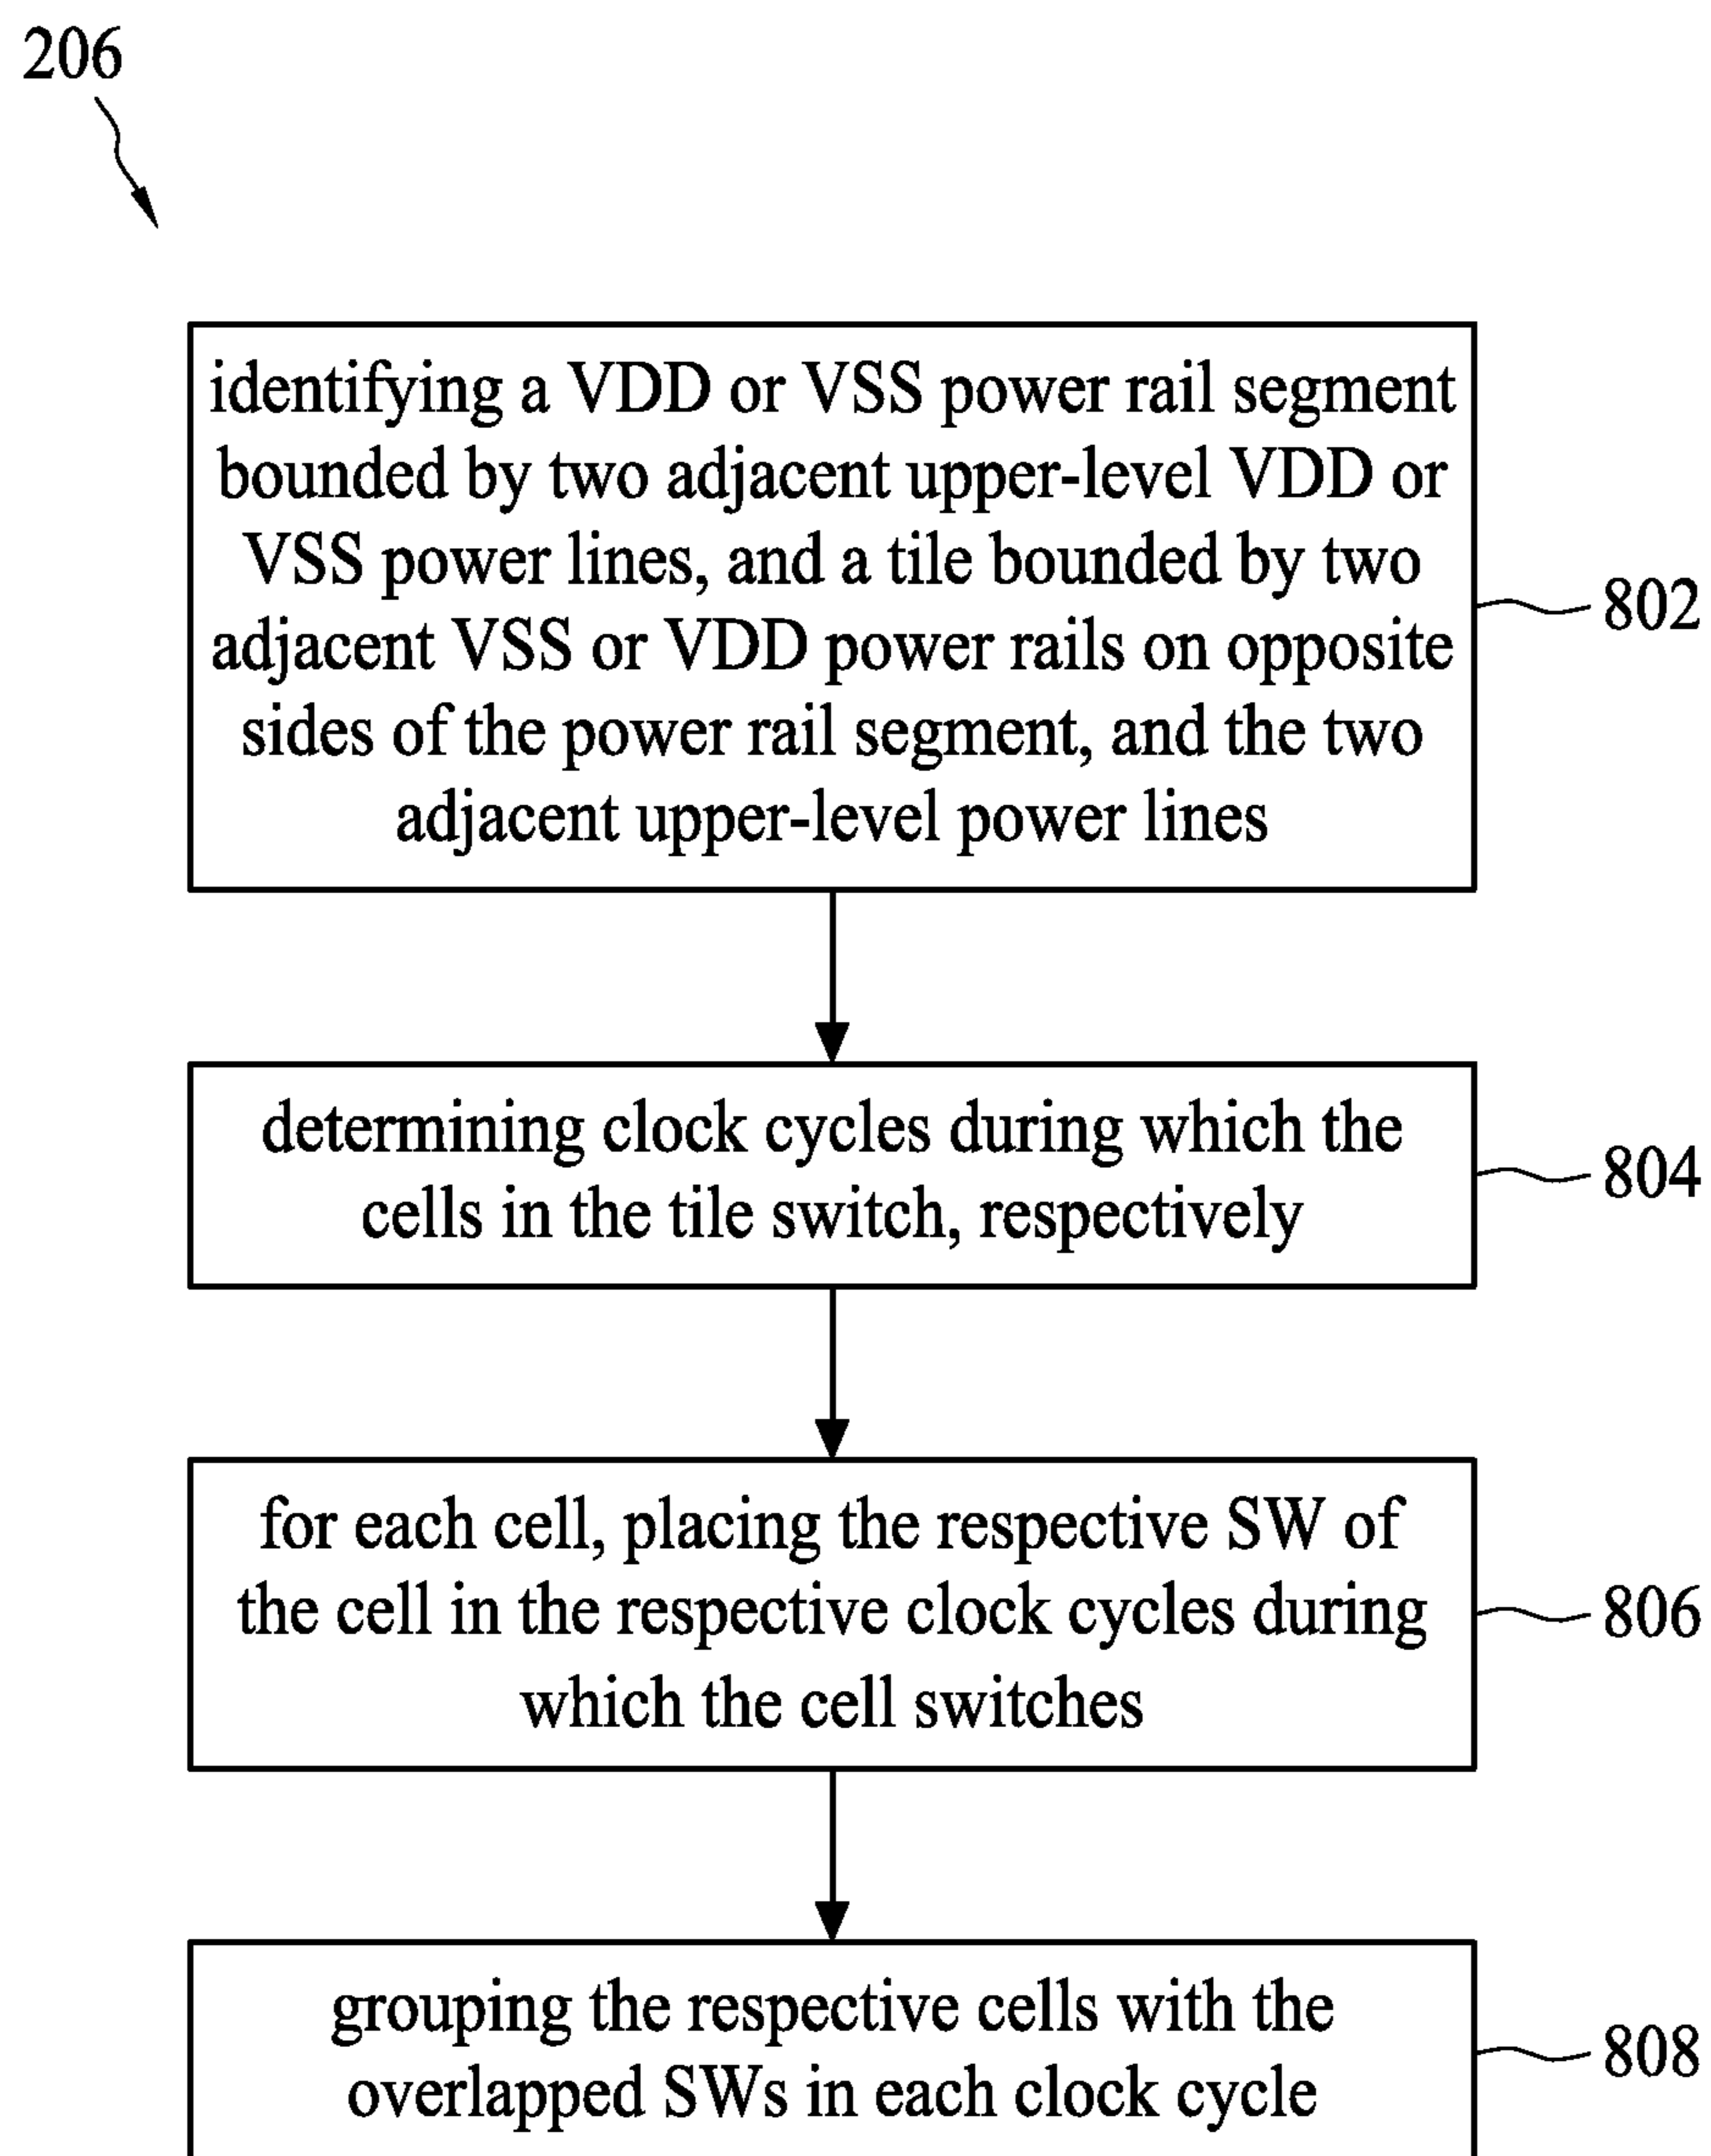 206
identifying a VDD or VSS power rail segment
bounded by two adjacent upper-level VDD or
VSS power lines, and a tile bounded by two
adjacent VSS or VDD power rails on opposite
sides of the power rail segment, and the two
adjacent upper-level power lines
802
determining clock cycles during which the
cells in the tile switch, respectively
804
for each cell, placing the respective SW of
the cell in the respective clock cycles during
which the cell switches
806
grouping the respective cells with the
overlapped SWs in each clock cycle
808